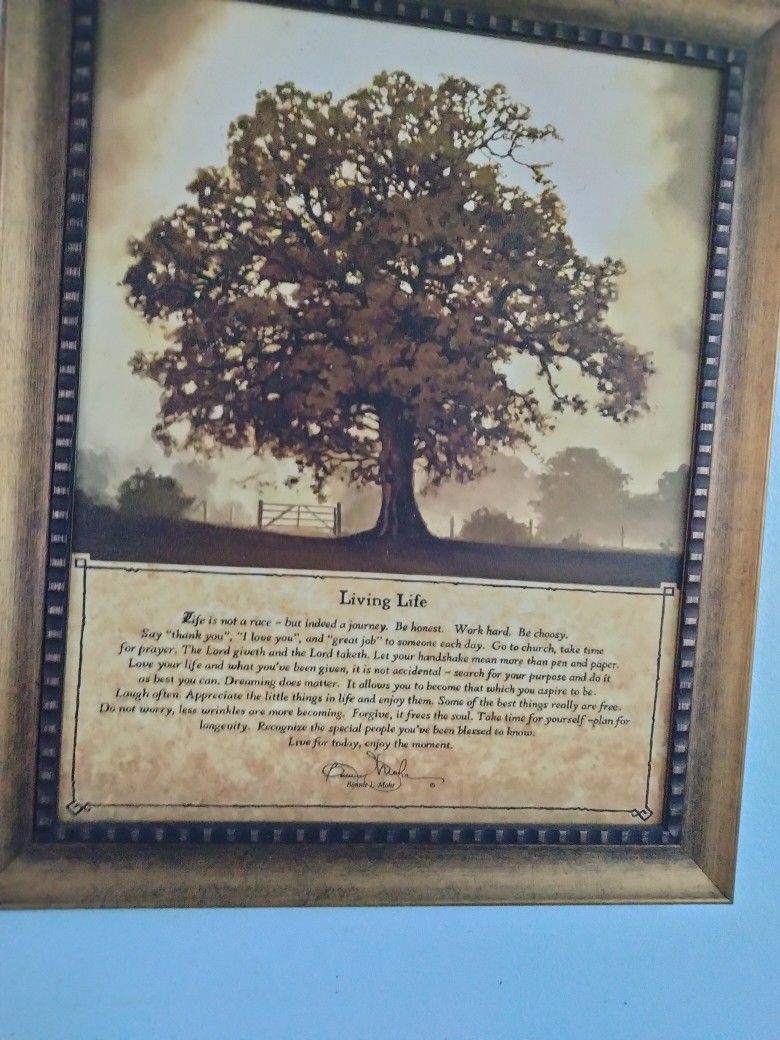 Living Life
Life is not a race - but indeed a journey. Be honest. Work hard. Be choosy.
Say "thank you", "I love you", and "great job" to someone each day. Go to church, take time
for prayer. The Lord giveth and the Lord taketh. Let your handshake mean more than pen and paper.
Love your life and what you've been given, it is not accidental - search for your purpose and do it
as best you can. Dreaming does matter. It allows you to become that which you aspire to be.
Laugh often. Appreciate the little things in life and enjoy them. Some of the best things really are free.
Do not worry, less wrinkles are more becoming. Forgive, it frees the soul. Take time for yourself -plan for
longevity. Recognize the special people you've been blessed to know.
Live for today, enjoy the moment.
Bonnie Mohr
Bonnie L. Mohr ©